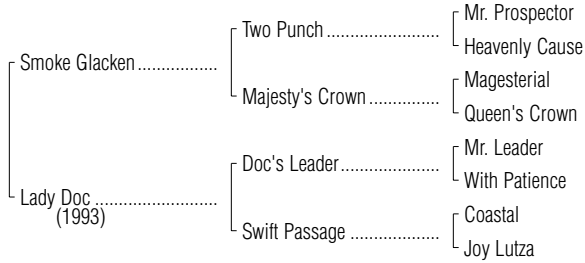 Mr. Prospector
Two Punch
Heavenly Cause
Smoke Glacken
Magesterial
Majesty's Crown
Queen's Crown
Mr. Leader
Doc's Leader
With Patience
Lady Doc
(1993)
Coastal
Swift Passage
Joy Lutza